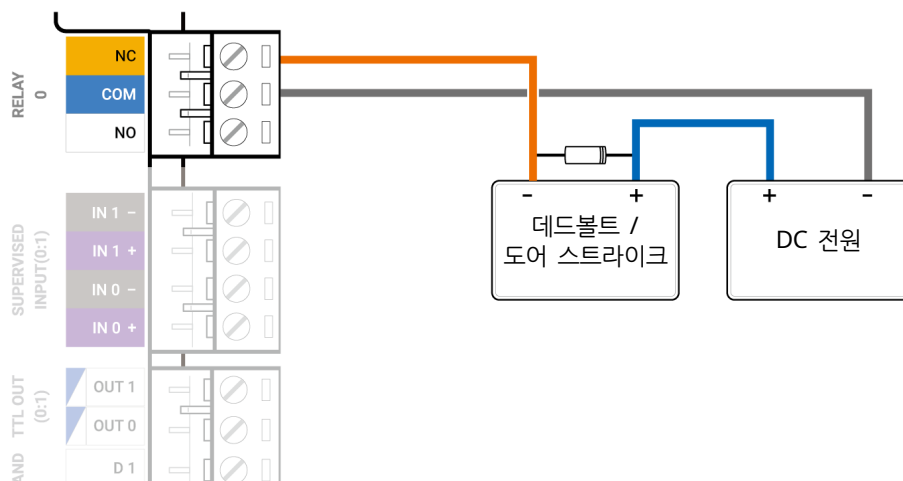 RELAY
0
NC
COM
NO
SUPERVISED
INPUT(0:1)
IN 1 −
IN 1 +
IN 0 −
IN 0 +
TTL OUT
(0:1)
OUT 1
OUT 0
AND
D 1
- +
데드볼트 /
도어 스트라이크
+ -
DC 전원